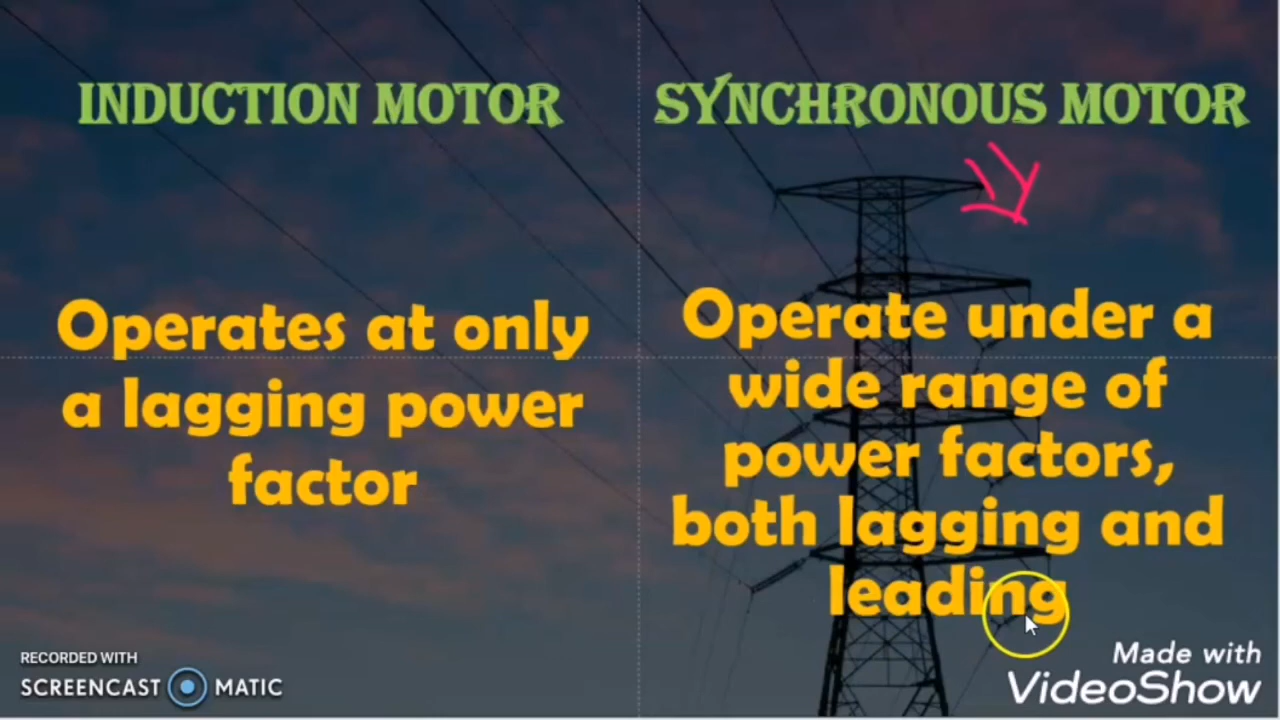 INDUCTION MOTOR
Operates at only
a lagging power
factor
SYNCHRONOUS MOTOR
Operate under a
wide range of
power factors,
both lagging and
leading
RECORDED WITH
SCREENCAST MATIC
Made with
VideoShow